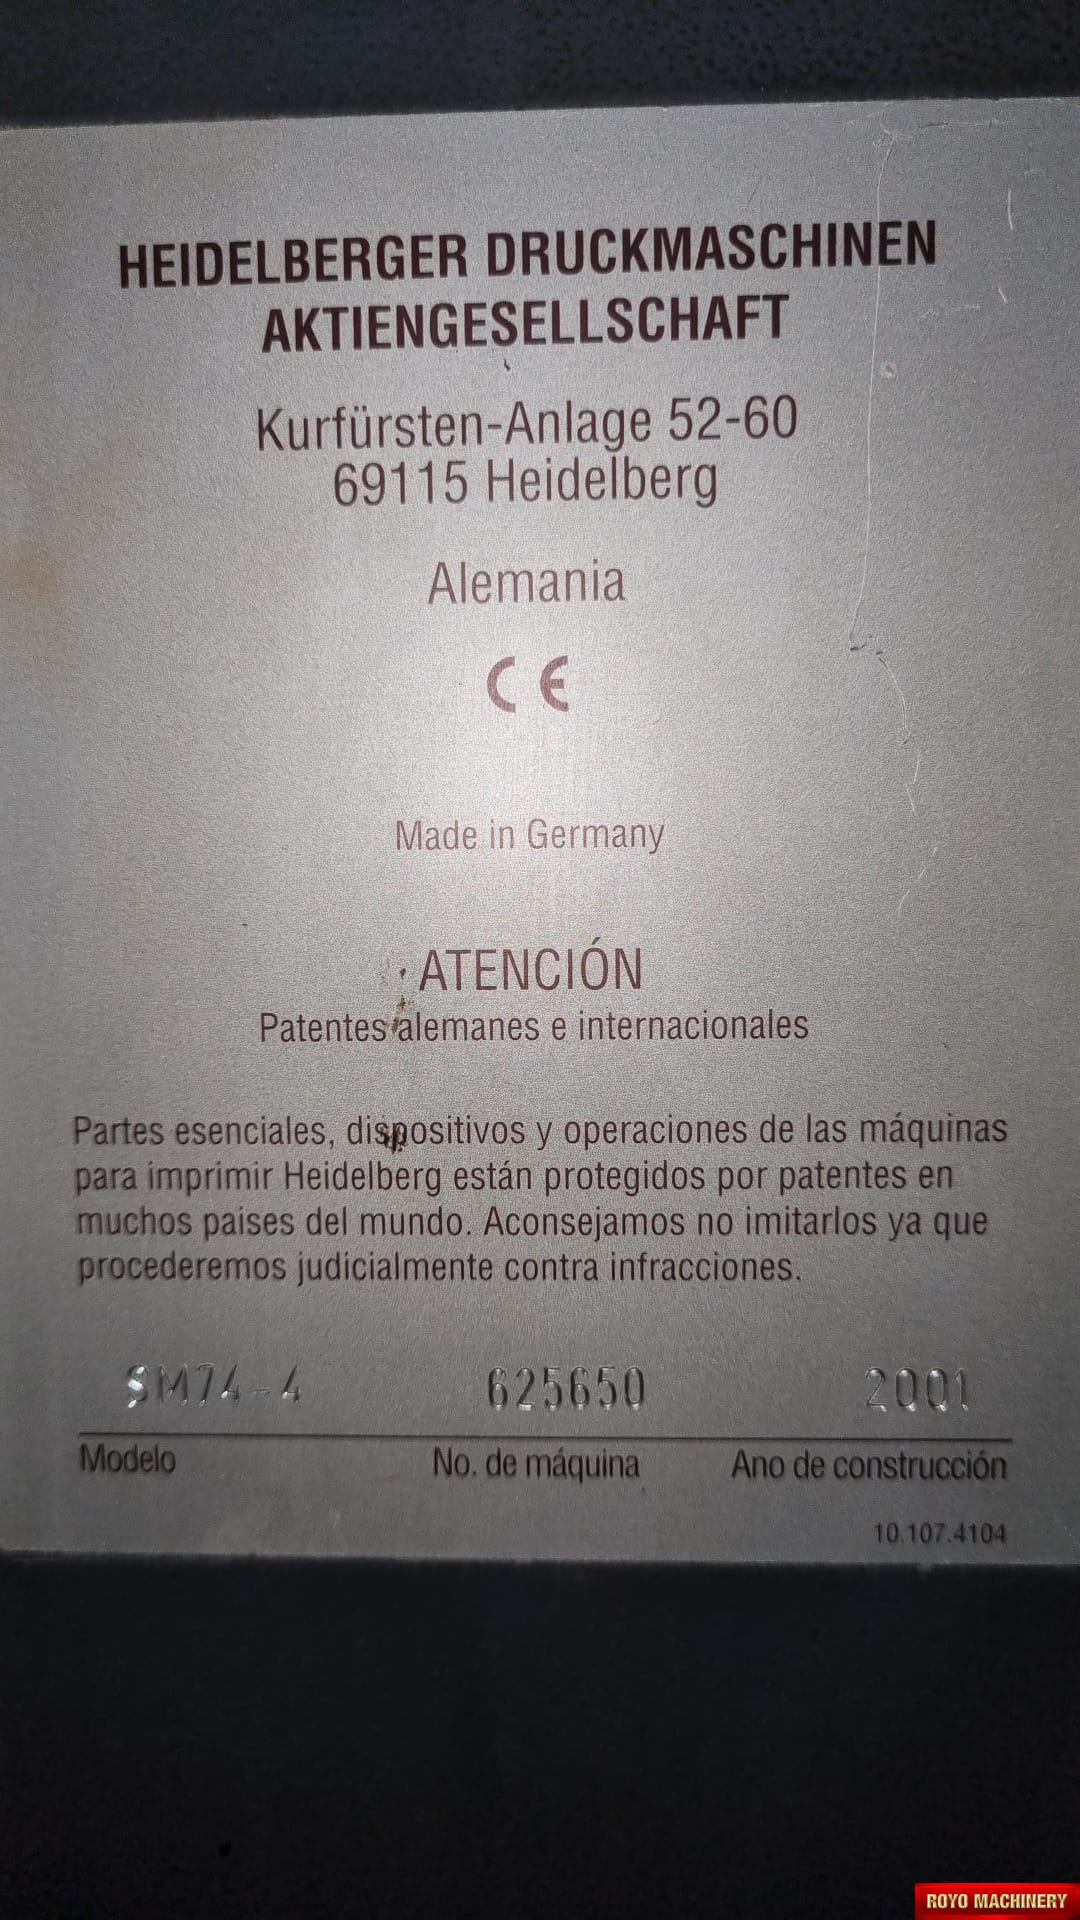 HEIDELBERGER DRUCKMASCHINEN
AKTIENGESELLSCHAFT
Kurfürsten-Anlage 52-60
69115 Heidelberg
Alemania
CE
Made in Germany
ATENCIÓN
Patentes alemanes e internacionales
Partes esenciales, dispositivos y operaciones de las máquinas
para imprimir Heidelberg están protegidos por patentes en
muchos paises del mundo. Aconsejamos no imitarlos ya que
procederemos judicialmente contra infracciones.
SM74-4 625650 2001
Modelo No. de máquina Ano de construcción
10.107.4104
ROYO MACHINERY